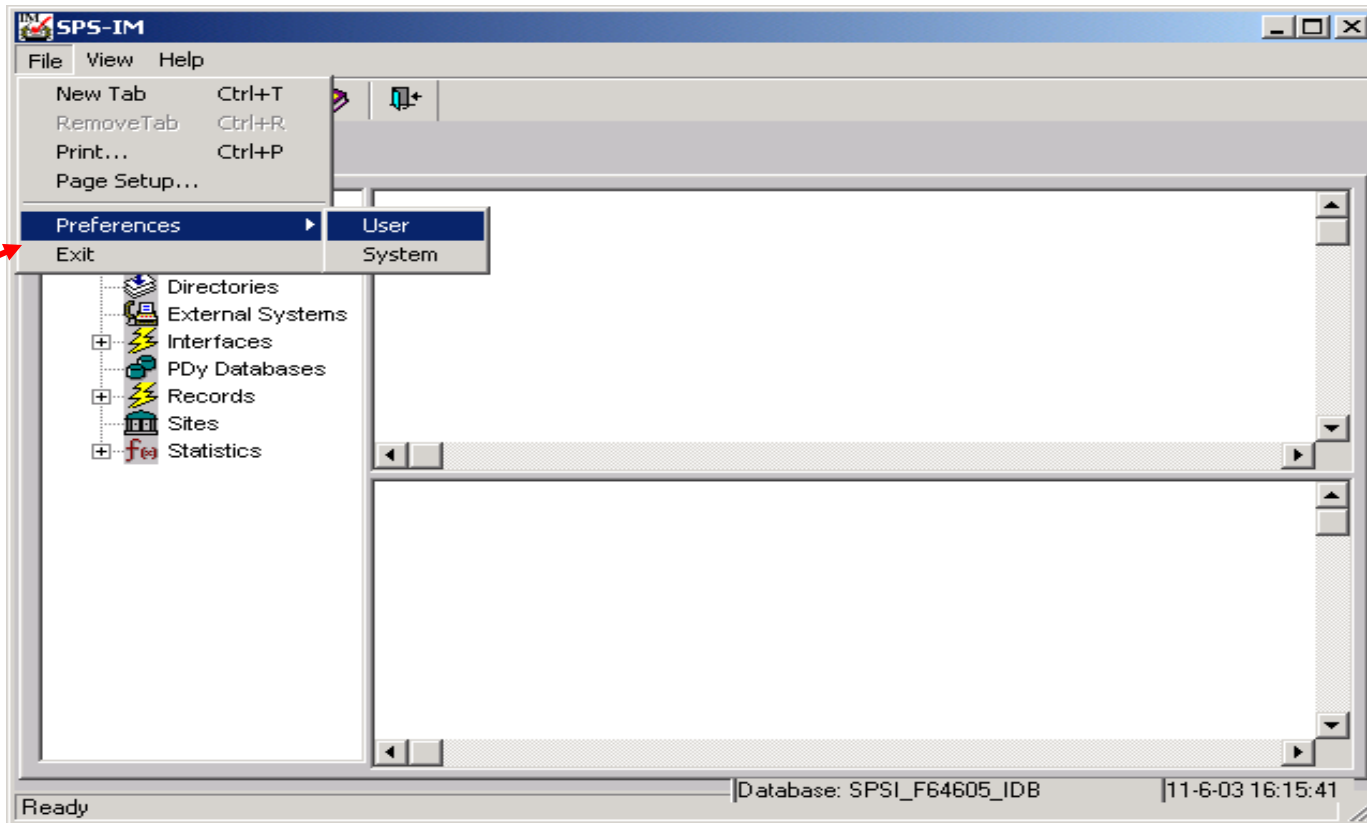 SPS-IM
File View Help
New Tab Ctrl+T
RemoveTab Ctrl+R
Print... Ctrl+P
Page Setup...
Preferences User
Exit System
Directories
External Systems
Interfaces
PDy Databases
Records
Sites
f(x) Statistics
Database: SPSI_F64605_IDB 11-6-03 16:15:41
Ready